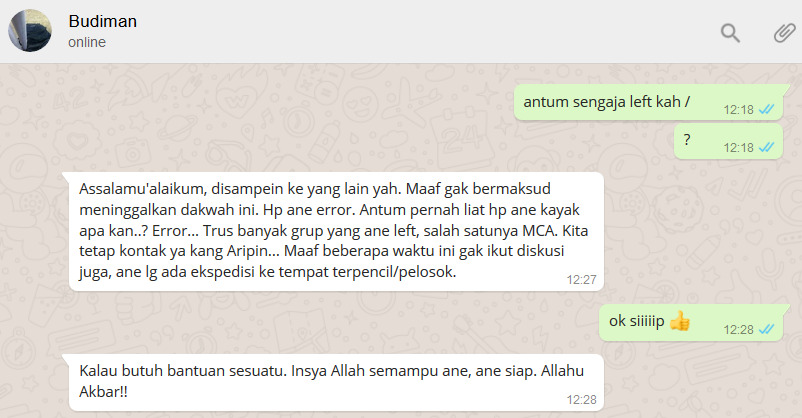 Budiman
online
antum sengaja left kah /
12:18
?
12:18
Assalamu'alaikum, disampein ke yang lain yah. Maaf gak bermaksud
meninggalkan dakwah ini. Hp ane error. Antum pernah liat hp ane kayak
apa kan..? Error... Trus banyak grup yang ane left, salah satunya MCA. Kita
tetap kontak ya kang Aripin... Maaf beberapa waktu ini gak ikut diskusi
juga, ane lg ada ekspedisi ke tempat terpencil/pelosok.
12:27
ok siiiiip 👍
12:28
Kalau butuh bantuan sesuatu. Insya Allah semampu ane, ane siap. Allahu
Akbar!!
12:28